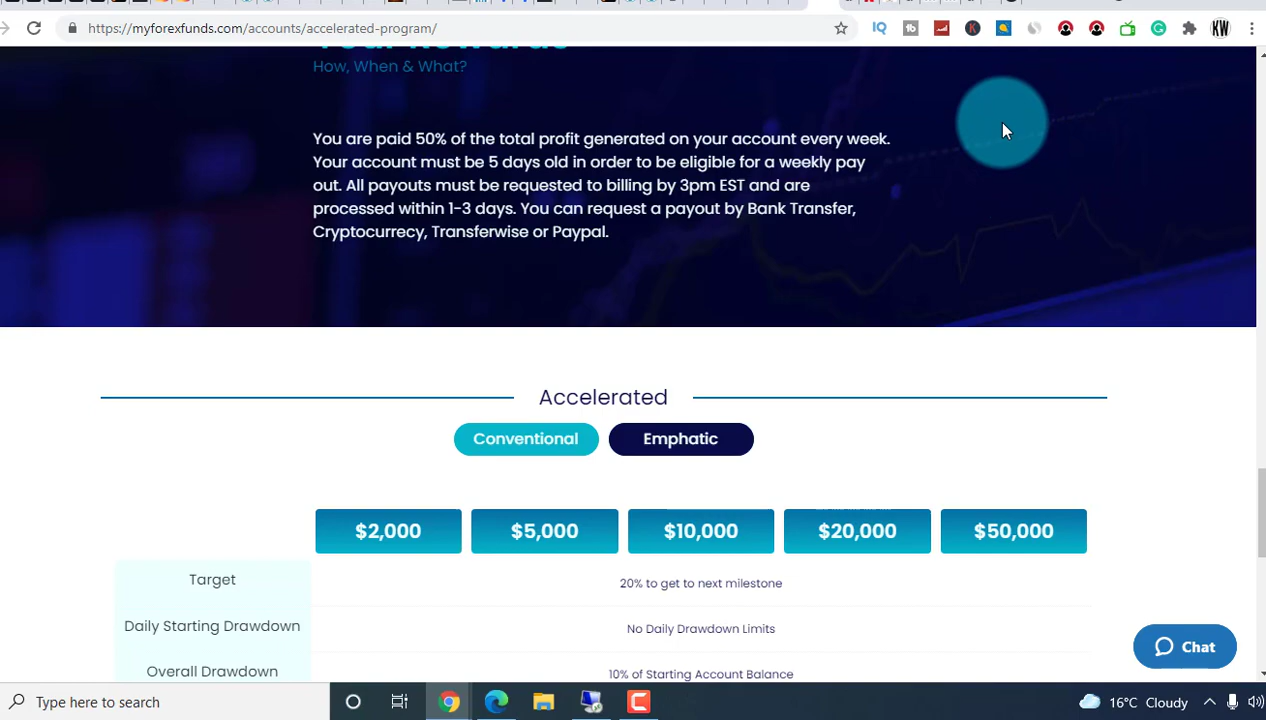 https://myforexfunds.com/accounts/accelerated-program/
IQ
KW
Your Rewards
How, When & What?
You are paid 50% of the total profit generated on your account every week.
Your account must be 5 days old in order to be eligible for a weekly pay
out. All payouts must be requested to billing by 3pm EST and are
processed within 1-3 days. You can request a payout by Bank Transfer,
Cryptocurrency, Transferwise or Paypal.
Accelerated
Conventional
Emphatic
$2,000
$5,000
$10,000
$20,000
$50,000
Target
20% to get to next milestone
Daily Starting Drawdown
No Daily Drawdown Limits
Overall Drawdown
10% of Starting Account Balance
Chat
Type here to search
16°C Cloudy